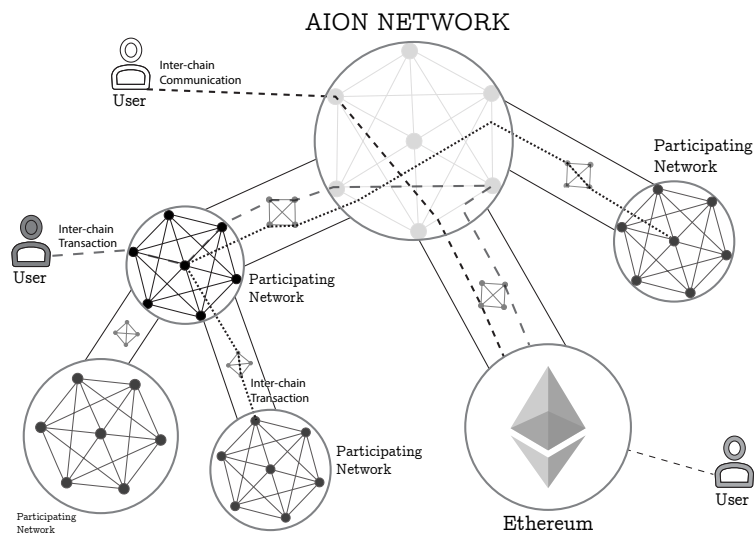 AION NETWORK
Inter-chain
Communication
User
Participating
Network
Inter-chain
Transaction
User
Participating
Network
Inter-chain
Transaction
Participating
Network
Participating
Network
Ethereum
User